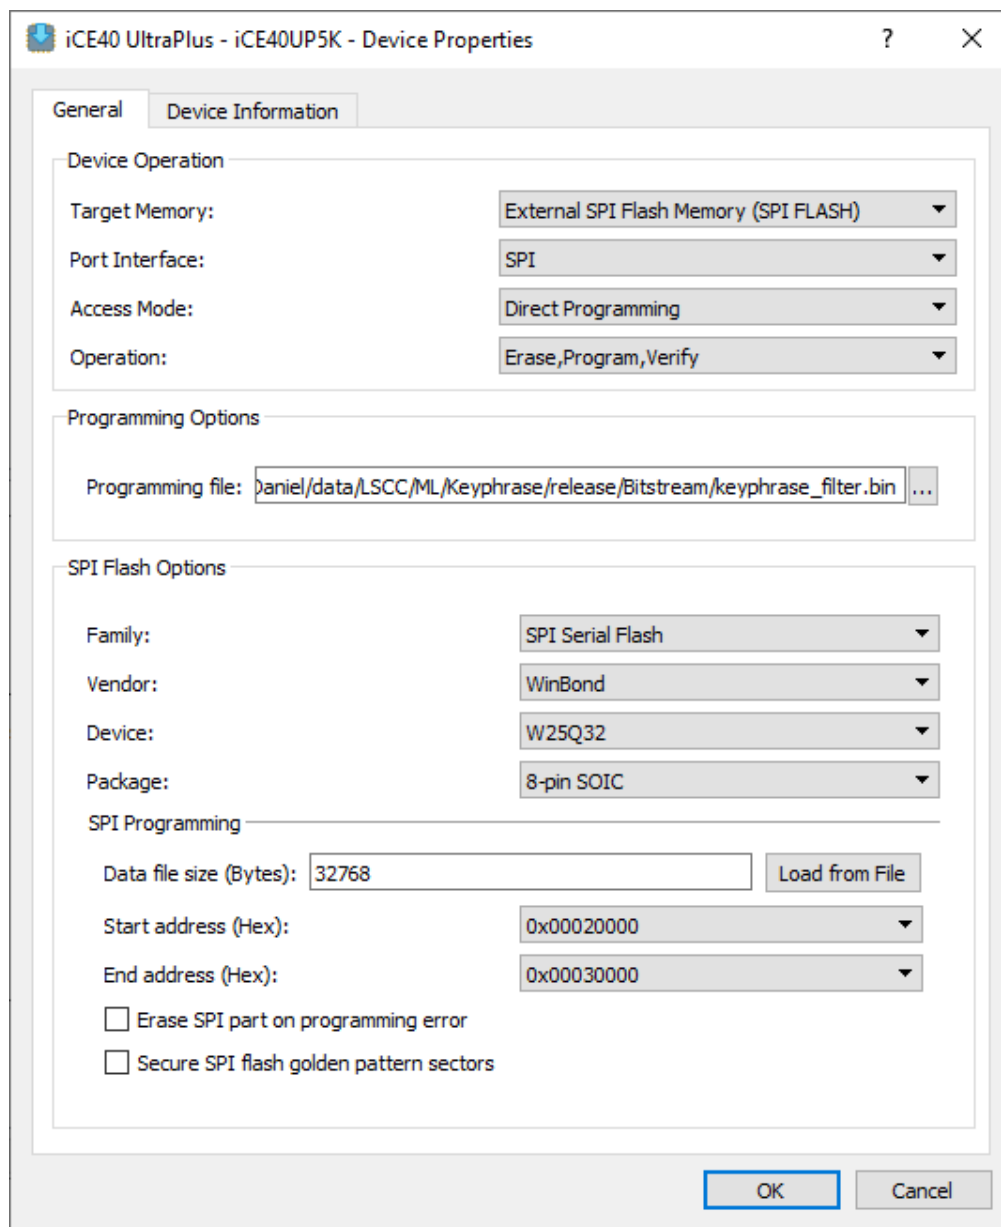 iCE40 UltraPlus - iCE40UP5K - Device Properties ?
General Device Information
Device Operation
Target Memory: External SPI Flash Memory (SPI FLASH)
Port Interface: SPI
Access Mode: Direct Programming
Operation: Erase,Program,Verify
Programming Options
Programming file: Daniel/data/LSCC/ML/Keyphrase/release/Bitstream/keyphrase_filter.bin ...
SPI Flash Options
Family: SPI Serial Flash
Vendor: WinBond
Device: W25Q32
Package: 8-pin SOIC
SPI Programming
Data file size (Bytes): 32768 Load from File
Start address (Hex): 0x00020000
End address (Hex): 0x00030000
Erase SPI part on programming error
Secure SPI flash golden pattern sectors
OK Cancel